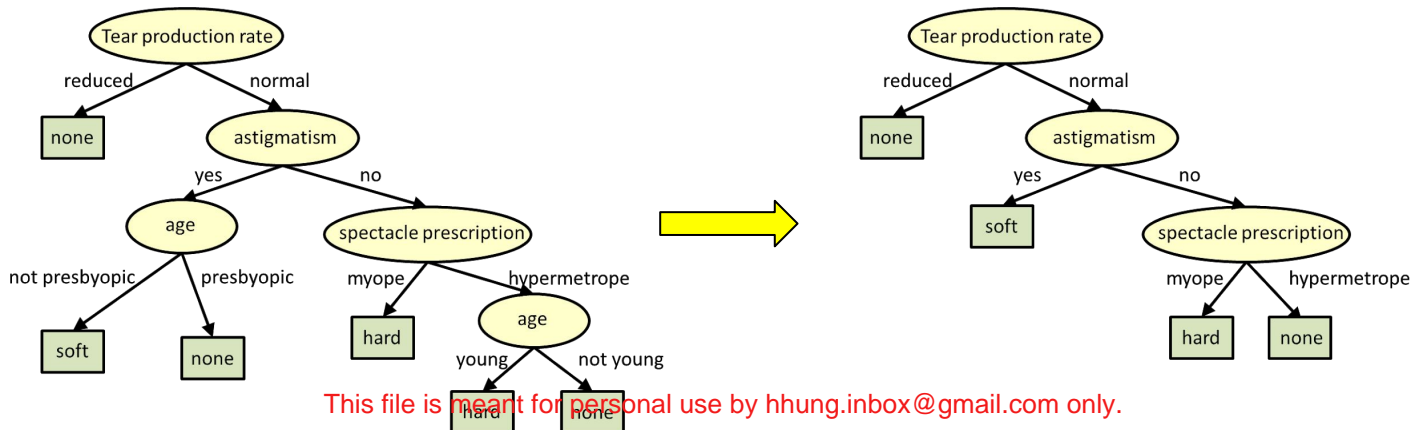 Tear production rate
reduced
normal
none
astigmatism
yes
no
age
spectacle prescription
not presbyopic
presbyopic
myope
hypermetrope
soft
none
hard
age
young
not young
hard
none
Tear production rate
reduced
normal
none
astigmatism
yes
no
soft
spectacle prescription
myope
hypermetrope
hard
none
This file is meant for personal use by hhung.inbox@gmail.com only.